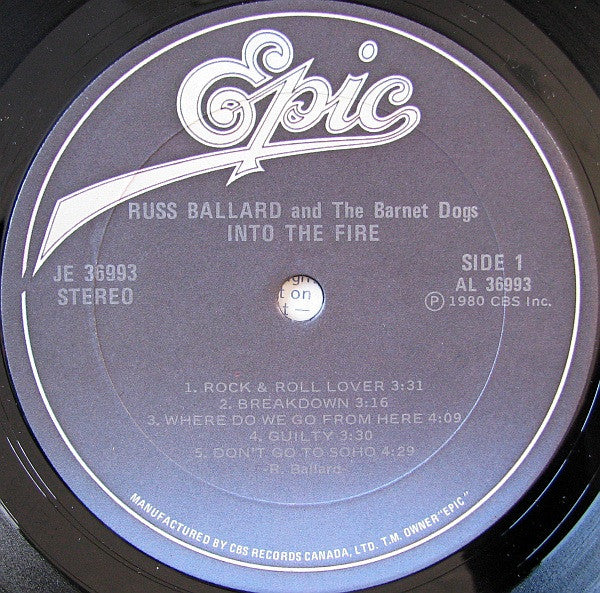 Epic
RUSS BALLARD and The Barnet Dogs
INTO THE FIRE
JE 36993
STEREO
SIDE 1
AL 36993
Ⓟ 1980 CBS Inc.
on
1. ROCK & ROLL LOVER 3:31
2. BREAKDOWN 3:16
3. WHERE DO WE GO FROM HERE 4:09
4. GUILTY 3:30
5. DON'T GO TO SOHO 4:29
-R. Ballard-
MANUFACTURED BY CBS RECORDS CANADA, LTD. T.M. OWNER "EPIC"